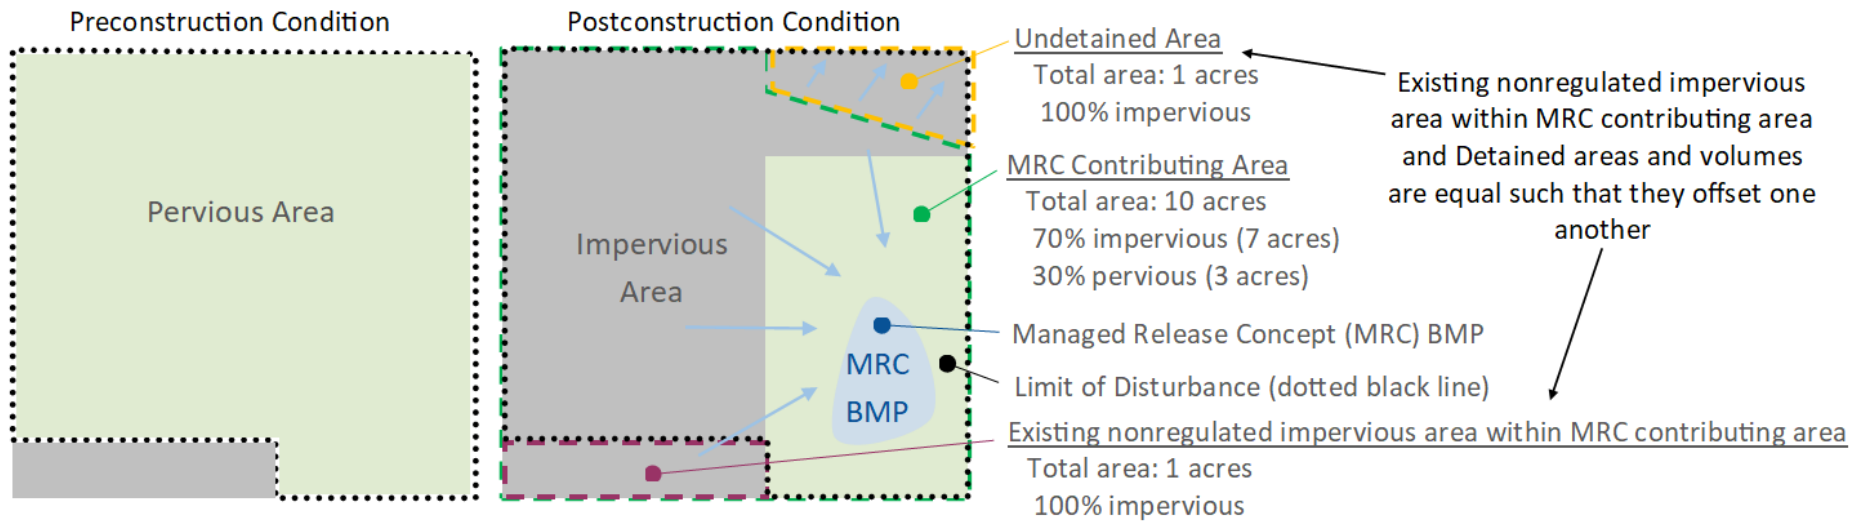 Preconstruction Condition
Postconstruction Condition
Pervious Area
Impervious
Area
MRC
BMP
Undetained Area
Total area: 1 acres
100% impervious
MRC Contributing Area
Total area: 10 acres
70% impervious (7 acres)
30% pervious (3 acres)
Managed Release Concept (MRC) BMP
Limit of Disturbance (dotted black line)
Existing nonregulated impervious area within MRC contributing area
Total area: 1 acres
100% impervious
Existing nonregulated impervious
area within MRC contributing area
and Detained areas and volumes
are equal such that they offset one
another